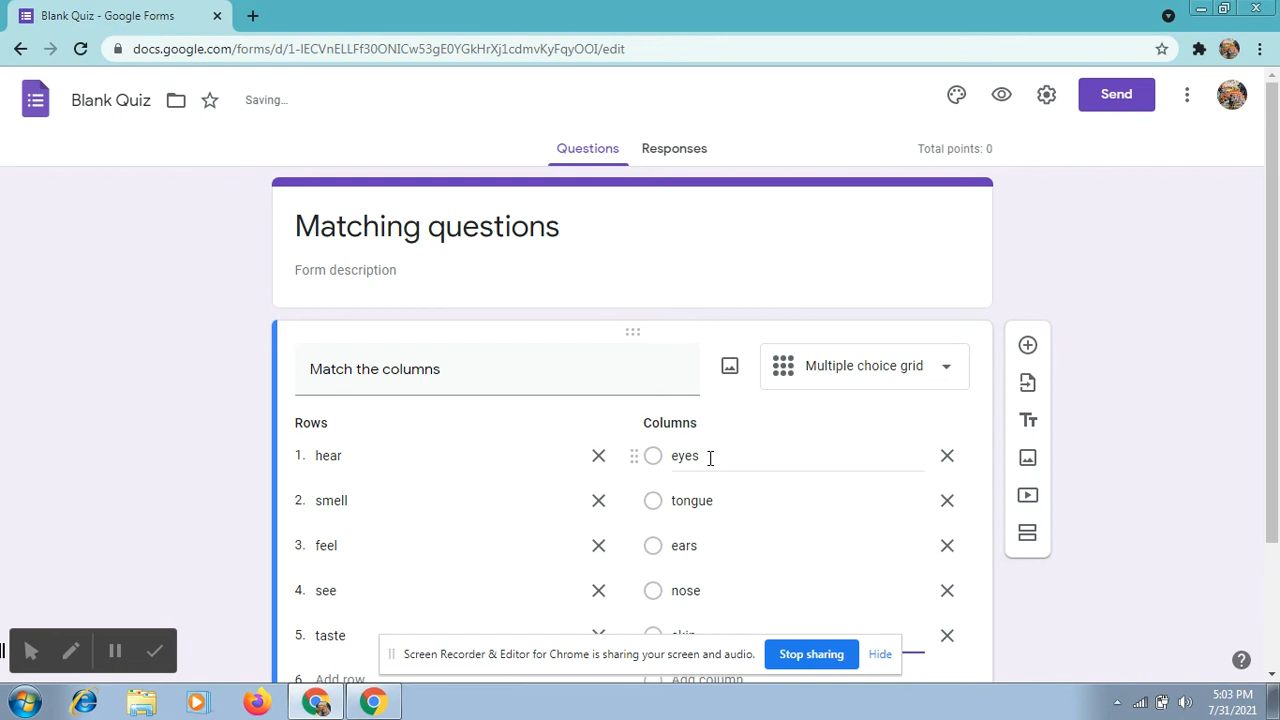 Blank Quiz - Google Forms
docs.google.com/forms/d/1-lECVnELLFf30ONICw53gE0YGkHrXj1cdmvKyFqyOOI/edit
Blank Quiz
Saving...
Send
Questions
Responses
Total points: 0
Matching questions
Form description
Match the columns
Multiple choice grid
Rows
Columns
1. hear
eyes
2. smell
tongue
3. feel
ears
4. see
nose
5. taste
skin
Screen Recorder & Editor for Chrome is sharing your screen and audio.
Stop sharing
Hide
6. Add row
Add column
5:03 PM
7/31/2021